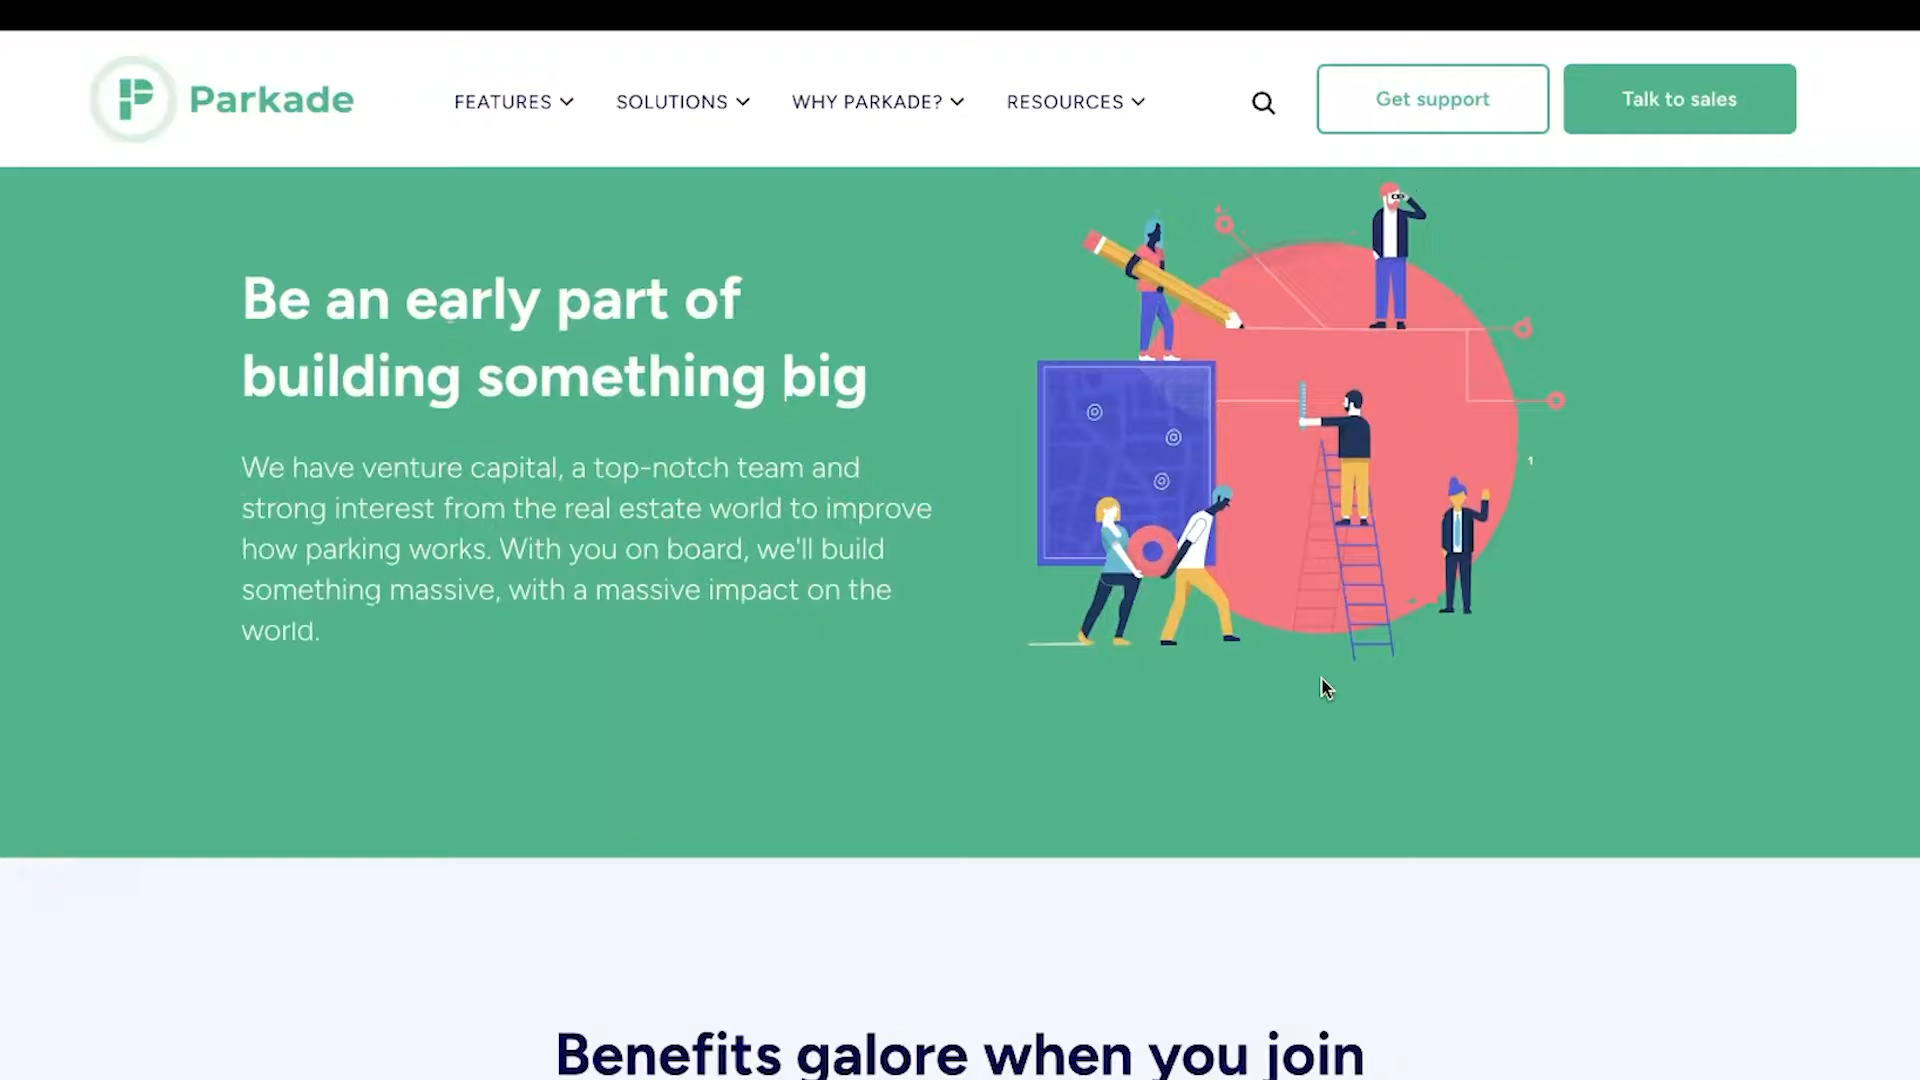 Parkade
FEATURES
SOLUTIONS
WHY PARKADE?
RESOURCES
Get support
Talk to sales
Be an early part of
building something big
We have venture capital, a top-notch team and
strong interest from the real estate world to improve
how parking works. With you on board, we'll build
something massive, with a massive impact on the
world.
1
Benefits galore when you join